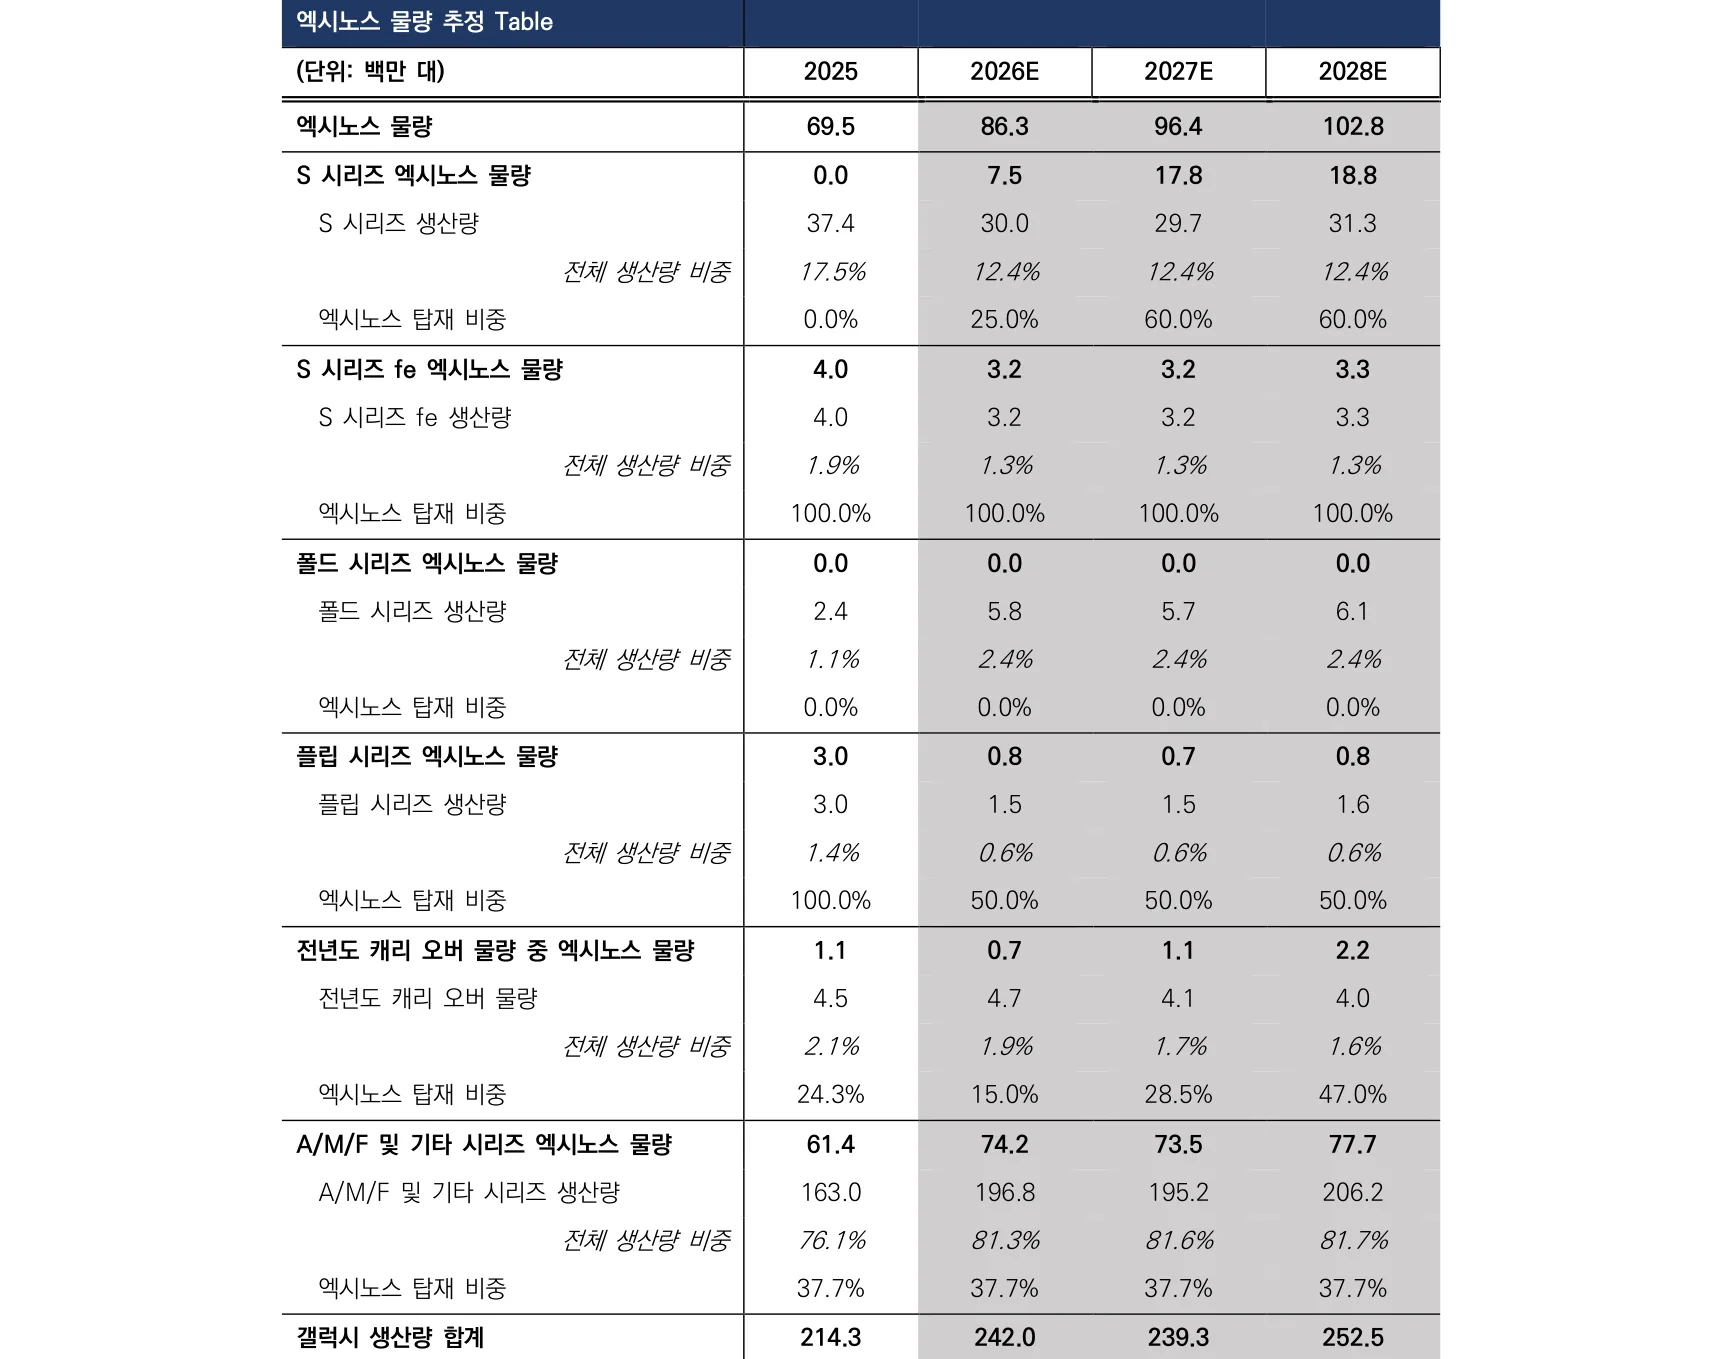 엑시노스 물량 추정 Table
(단위: 백만 대) 2025 2026E 2027E 2028E
엑시노스 물량 69.5 86.3 96.4 102.8
S 시리즈 엑시노스 물량 0.0 7.5 17.8 18.8
S 시리즈 생산량 37.4 30.0 29.7 31.3
전체 생산량 비중 17.5% 12.4% 12.4% 12.4%
엑시노스 탑재 비중 0.0% 25.0% 60.0% 60.0%
S 시리즈 fe 엑시노스 물량 4.0 3.2 3.2 3.3
S 시리즈 fe 생산량 4.0 3.2 3.2 3.3
전체 생산량 비중 1.9% 1.3% 1.3% 1.3%
엑시노스 탑재 비중 100.0% 100.0% 100.0% 100.0%
폴드 시리즈 엑시노스 물량 0.0 0.0 0.0 0.0
폴드 시리즈 생산량 2.4 5.8 5.7 6.1
전체 생산량 비중 1.1% 2.4% 2.4% 2.4%
엑시노스 탑재 비중 0.0% 0.0% 0.0% 0.0%
플립 시리즈 엑시노스 물량 3.0 0.8 0.7 0.8
플립 시리즈 생산량 3.0 1.5 1.5 1.6
전체 생산량 비중 1.4% 0.6% 0.6% 0.6%
엑시노스 탑재 비중 100.0% 50.0% 50.0% 50.0%
전년도 캐리 오버 물량 중 엑시노스 물량 1.1 0.7 1.1 2.2
전년도 캐리 오버 물량 4.5 4.7 4.1 4.0
전체 생산량 비중 2.1% 1.9% 1.7% 1.6%
엑시노스 탑재 비중 24.3% 15.0% 28.5% 47.0%
A/M/F 및 기타 시리즈 엑시노스 물량 61.4 74.2 73.5 77.7
A/M/F 및 기타 시리즈 생산량 163.0 196.8 195.2 206.2
전체 생산량 비중 76.1% 81.3% 81.6% 81.7%
엑시노스 탑재 비중 37.7% 37.7% 37.7% 37.7%
갤럭시 생산량 합계 214.3 242.0 239.3 252.5